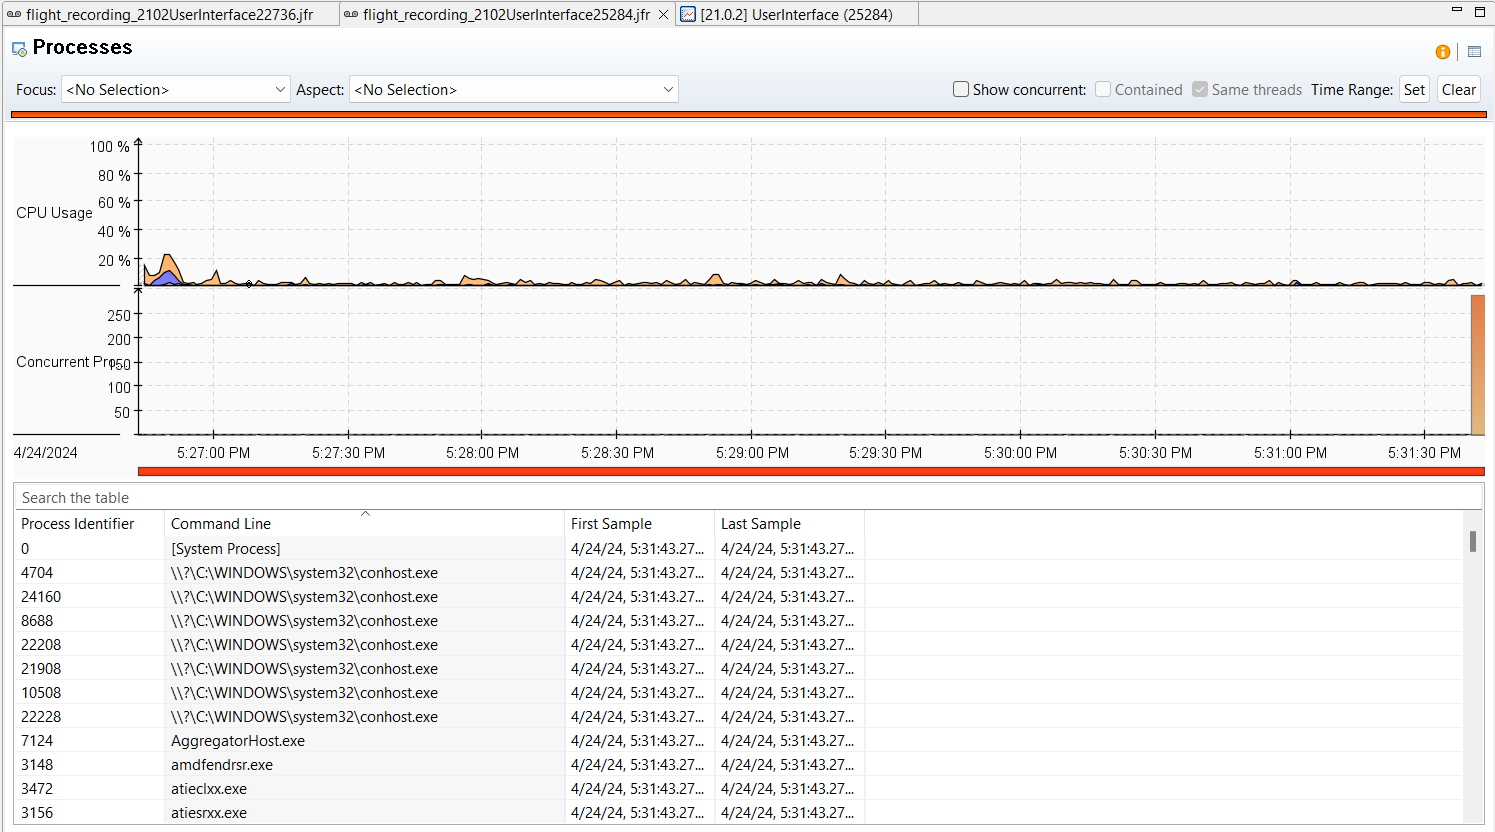 flight_recording_2102UserInterface22736.jfr flight_recording_2102UserInterface25284.jfr [21.0.2] UserInterface (25284)
Processes
Focus: <No Selection> Aspect: <No Selection> Show concurrent: Contained Same threads Time Range: Set Clear
100 %
80 %
60 %
CPU Usage
40 %
20 %
250
200
Concurrent Pro... 150
100
50
4/24/2024 5:27:00 PM 5:27:30 PM 5:28:00 PM 5:28:30 PM 5:29:00 PM 5:29:30 PM 5:30:00 PM 5:30:30 PM 5:31:00 PM 5:31:30 PM
Search the table
Process Identifier Command Line First Sample Last Sample
0 [System Process] 4/24/24, 5:31:43.27... 4/24/24, 5:31:43.27...
4704 \\?\C:\WINDOWS\system32\conhost.exe 4/24/24, 5:31:43.27... 4/24/24, 5:31:43.27...
24160 \\?\C:\WINDOWS\system32\conhost.exe 4/24/24, 5:31:43.27... 4/24/24, 5:31:43.27...
8688 \\?\C:\WINDOWS\system32\conhost.exe 4/24/24, 5:31:43.27... 4/24/24, 5:31:43.27...
22208 \\?\C:\WINDOWS\system32\conhost.exe 4/24/24, 5:31:43.27... 4/24/24, 5:31:43.27...
21908 \\?\C:\WINDOWS\system32\conhost.exe 4/24/24, 5:31:43.27... 4/24/24, 5:31:43.27...
10508 \\?\C:\WINDOWS\system32\conhost.exe 4/24/24, 5:31:43.27... 4/24/24, 5:31:43.27...
22228 \\?\C:\WINDOWS\system32\conhost.exe 4/24/24, 5:31:43.27... 4/24/24, 5:31:43.27...
7124 AggregatorHost.exe 4/24/24, 5:31:43.27... 4/24/24, 5:31:43.27...
3148 amdfendrsr.exe 4/24/24, 5:31:43.27... 4/24/24, 5:31:43.27...
3472 atieclxx.exe 4/24/24, 5:31:43.27... 4/24/24, 5:31:43.27...
3156 atiesrxx.exe 4/24/24, 5:31:43.27... 4/24/24, 5:31:43.27...